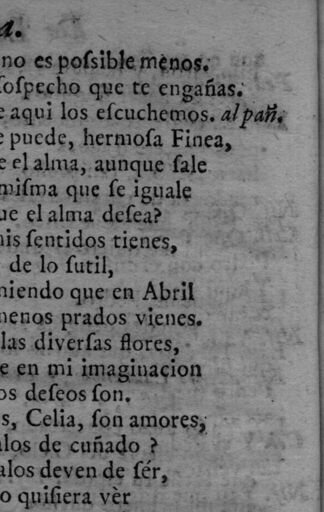 a.
no es poſsible mènos.
ſoſpecho que te engañas.
e aqui los eſcuchemos. al pañ.
e puede, hermoſa Finea,
e el alma, aunque ſale
miſma que ſe iguale
ue el alma deſea?
nis ſentidos tienes,
de lo ſutil,
niendo que en Abril
menos prados vienes.
las diverſas flores,
e en mi imaginacion
os deſeos ſon.
s, Celia, ſon amores,
alos de cuñado ?
alos deven de ſér,
o quiſiera vèr